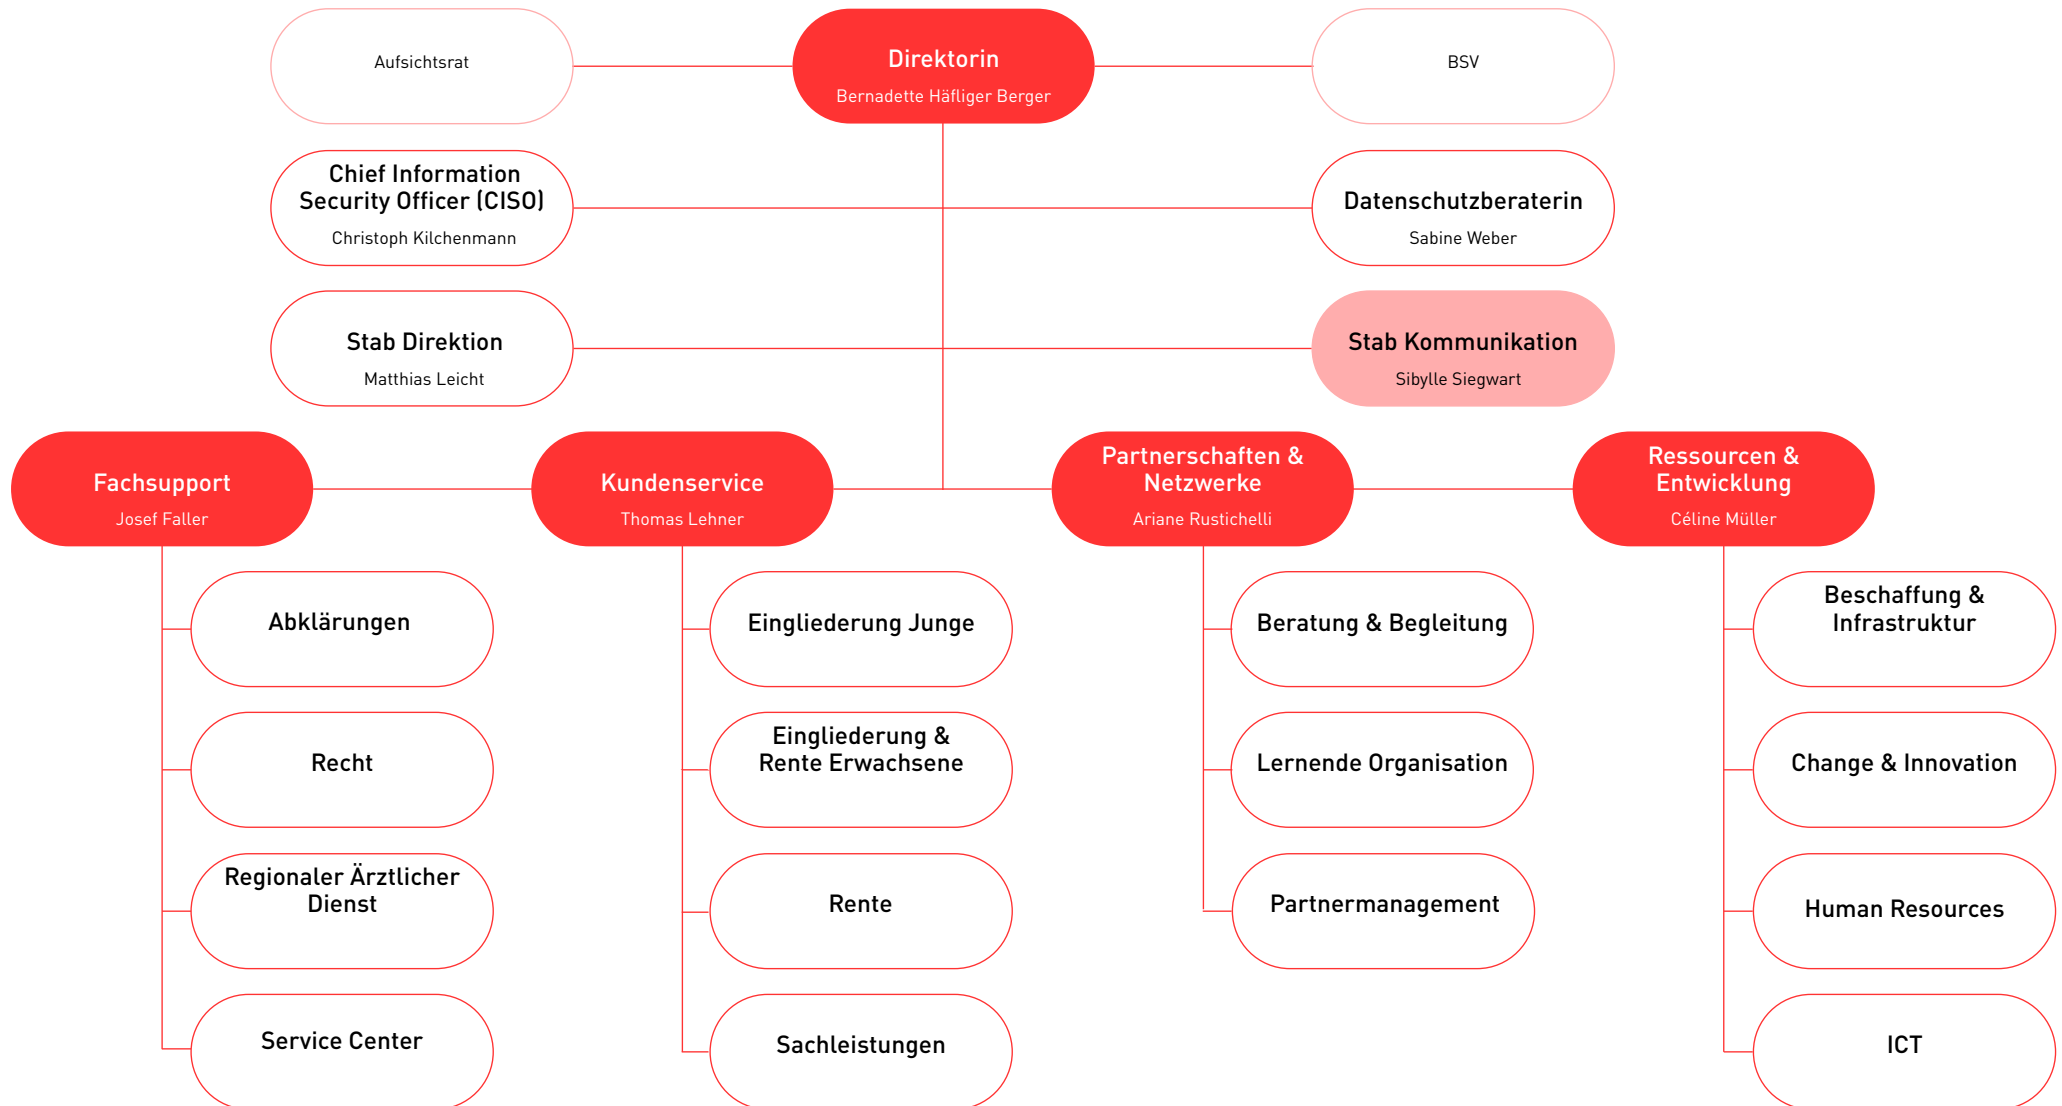 Aufsichtsrat
Direktorin
Bernadette Häfliger Berger
BSV
Chief Information
Security Officer (CISO)
Christoph Kilchenmann
Datenschutzberaterin
Sabine Weber
Stab Direktion
Matthias Leicht
Stab Kommunikation
Sibylle Siegwart
Fachsupport
Josef Faller
Kundenservice
Thomas Lehner
Partnerschaften &
Netzwerke
Ariane Rustichelli
Ressourcen &
Entwicklung
Céline Müller
Abklärungen
Recht
Regionaler Ärztlicher
Dienst
Service Center
Eingliederung Junge
Eingliederung &
Rente Erwachsene
Rente
Sachleistungen
Beratung & Begleitung
Lernende Organisation
Partnermanagement
Beschaffung &
Infrastruktur
Change & Innovation
Human Resources
ICT